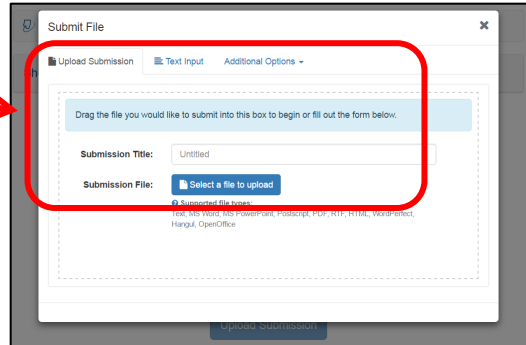 Submit File
Upload Submission Text Input Additional Options
Drag the file you would like to submit into this box to begin or fill out the form below.
Submission Title: Untitled
Submission File: Select a file to upload
Supported file types:
Text, MS Word, MS PowerPoint, Postscript, PDF, RTF, HTML, WordPerfect,
Hangul, OpenOffice
Upload Submission